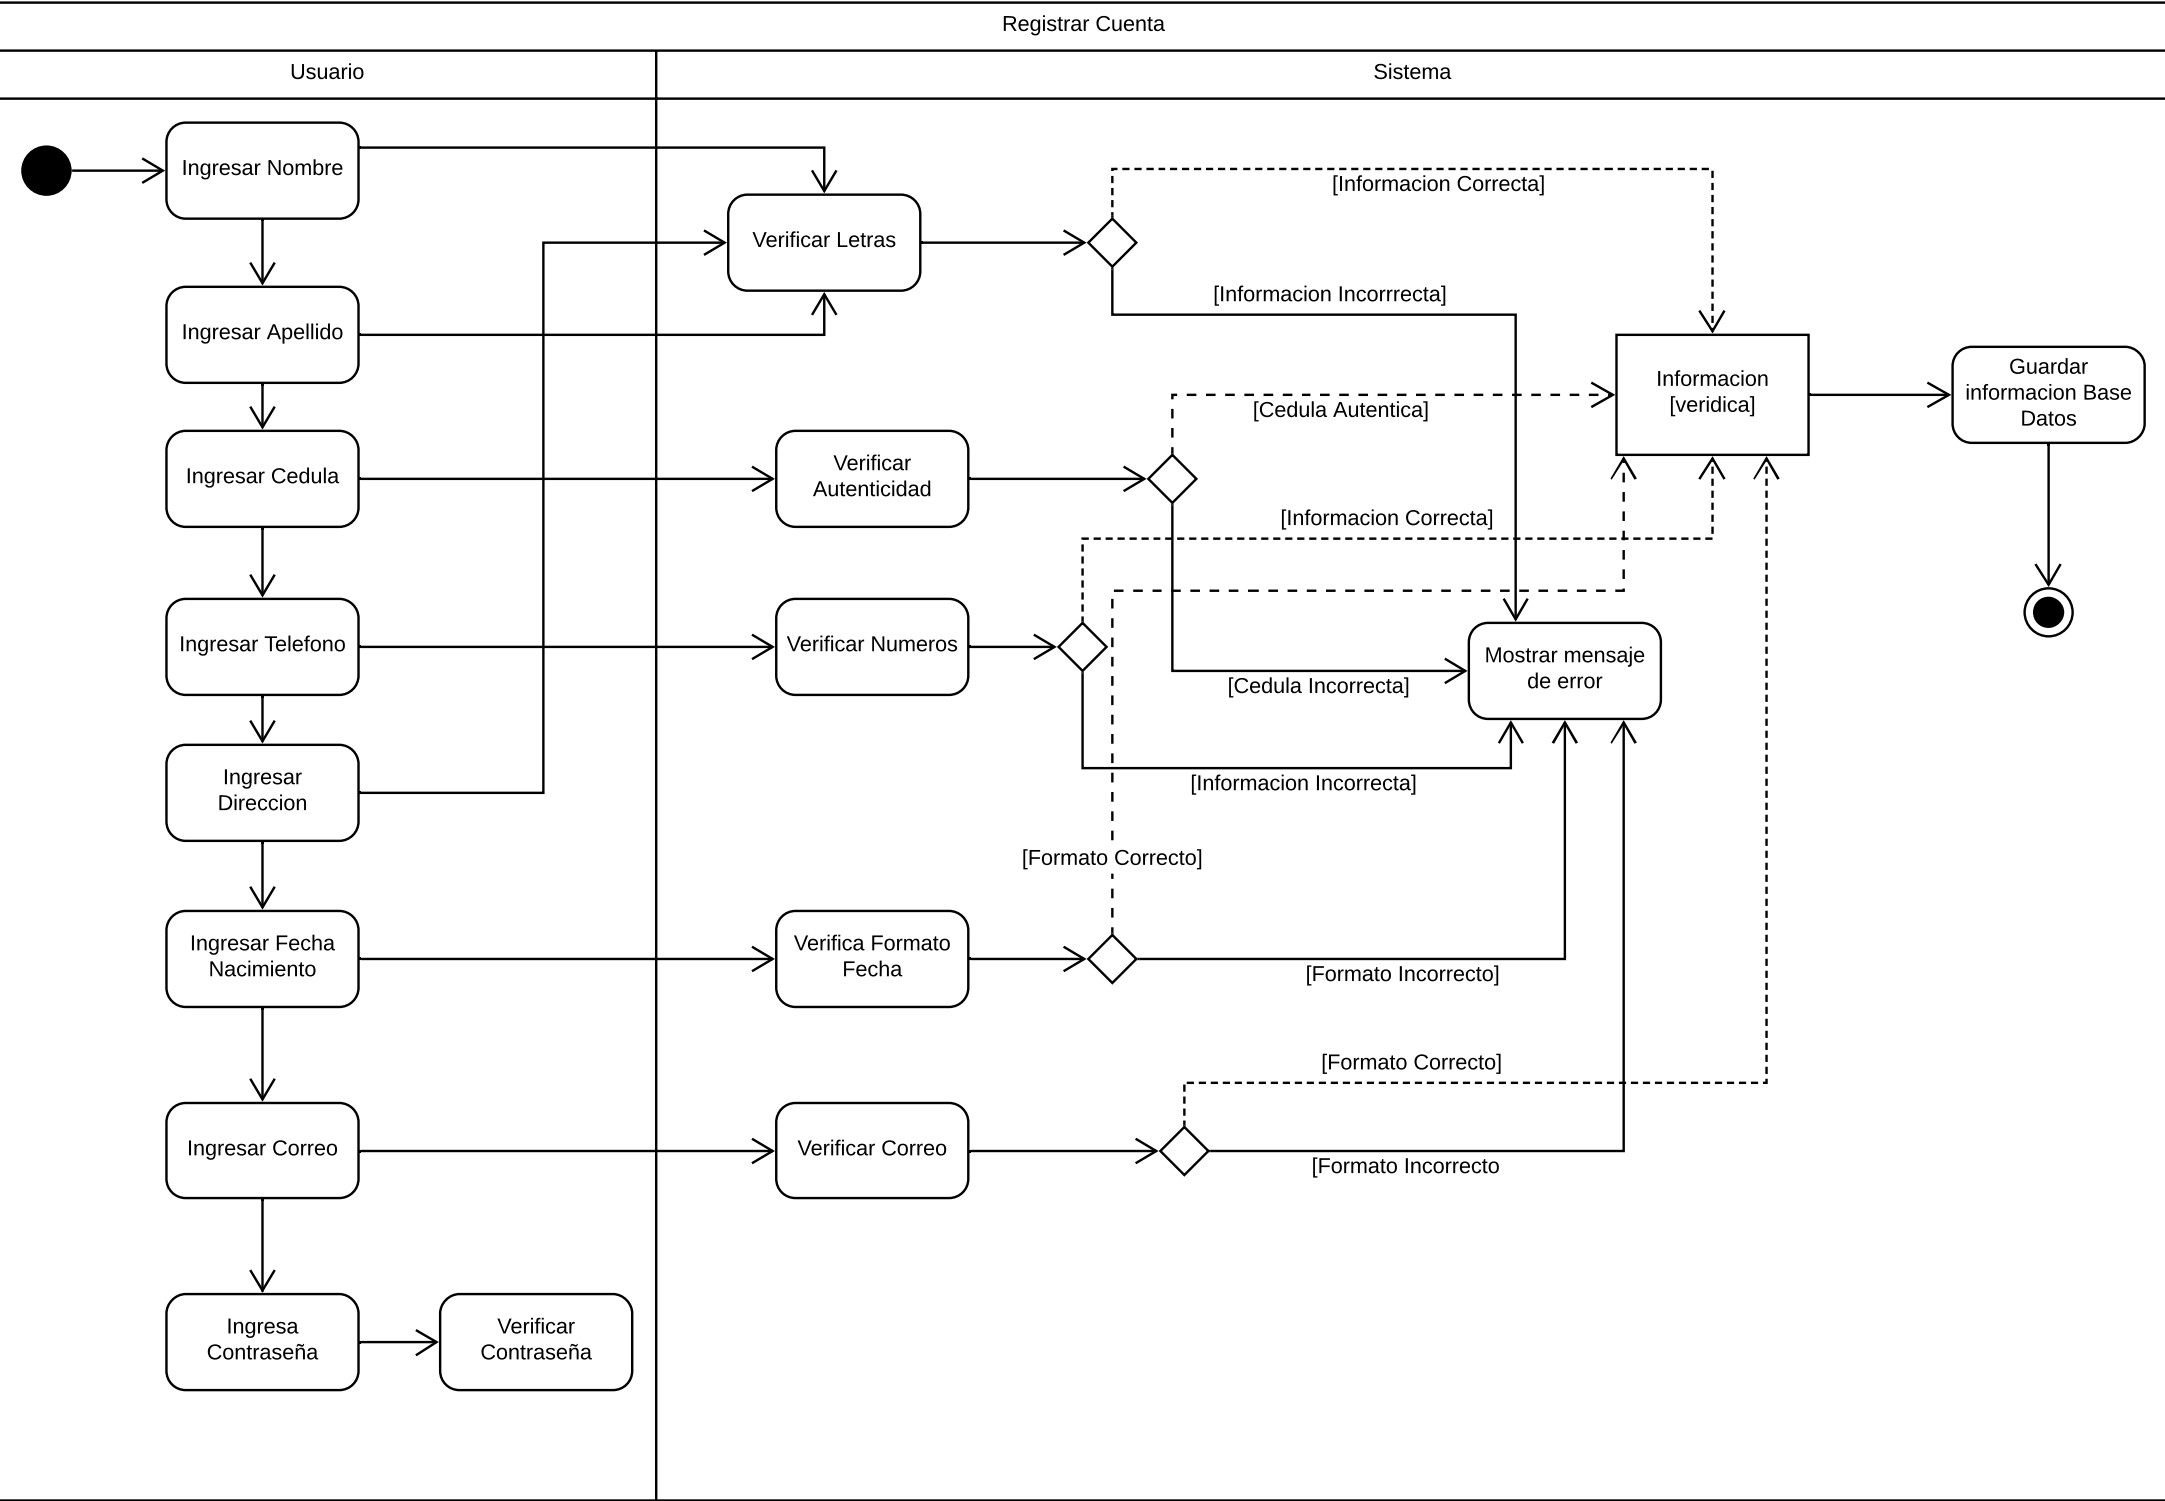 Registrar Cuenta
Usuario
Sistema
Ingresar Nombre
Verificar Letras
[Informacion Correcta]
[Informacion Incorrrecta]
Ingresar Apellido
Informacion
[veridica]
Guardar
informacion Base
Datos
[Cedula Autentica]
Ingresar Cedula
Verificar
Autenticidad
[Informacion Correcta]
Ingresar Telefono
Verificar Numeros
Mostrar mensaje
de error
[Cedula Incorrecta]
Ingresar
Direccion
[Informacion Incorrecta]
[Formato Correcto]
Ingresar Fecha
Nacimiento
Verifica Formato
Fecha
[Formato Incorrecto]
[Formato Correcto]
Ingresar Correo
Verificar Correo
[Formato Incorrecto
Ingresa
Contraseña
Verificar
Contraseña